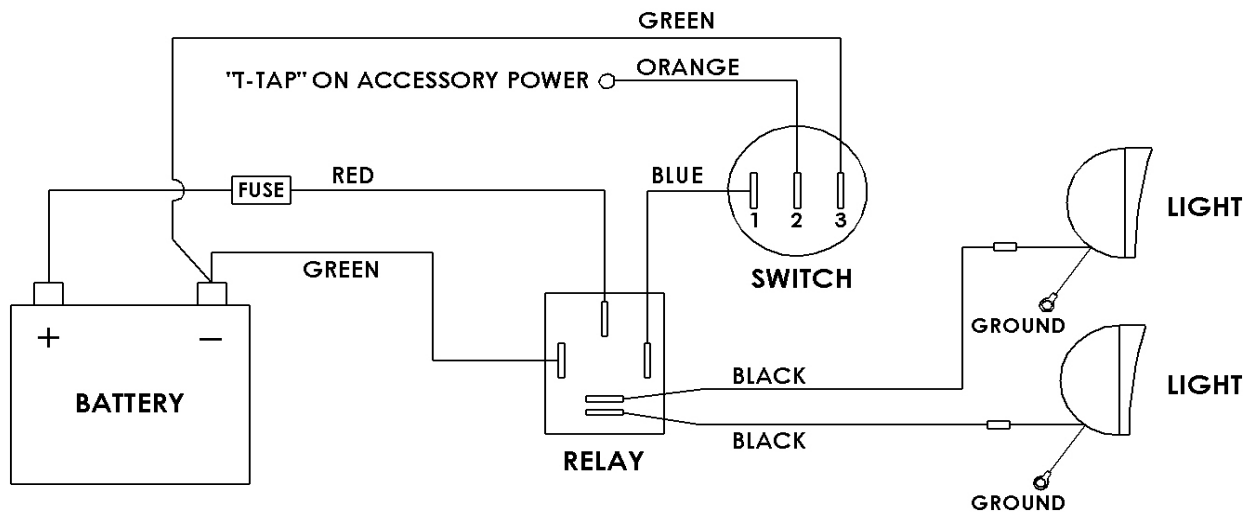 GREEN
"T-TAP" ON ACCESSORY POWER
ORANGE
FUSE
RED
BLUE
1 2 3
SWITCH
LIGHT
GREEN
GROUND
+ −
BATTERY
BLACK
LIGHT
BLACK
RELAY
GROUND